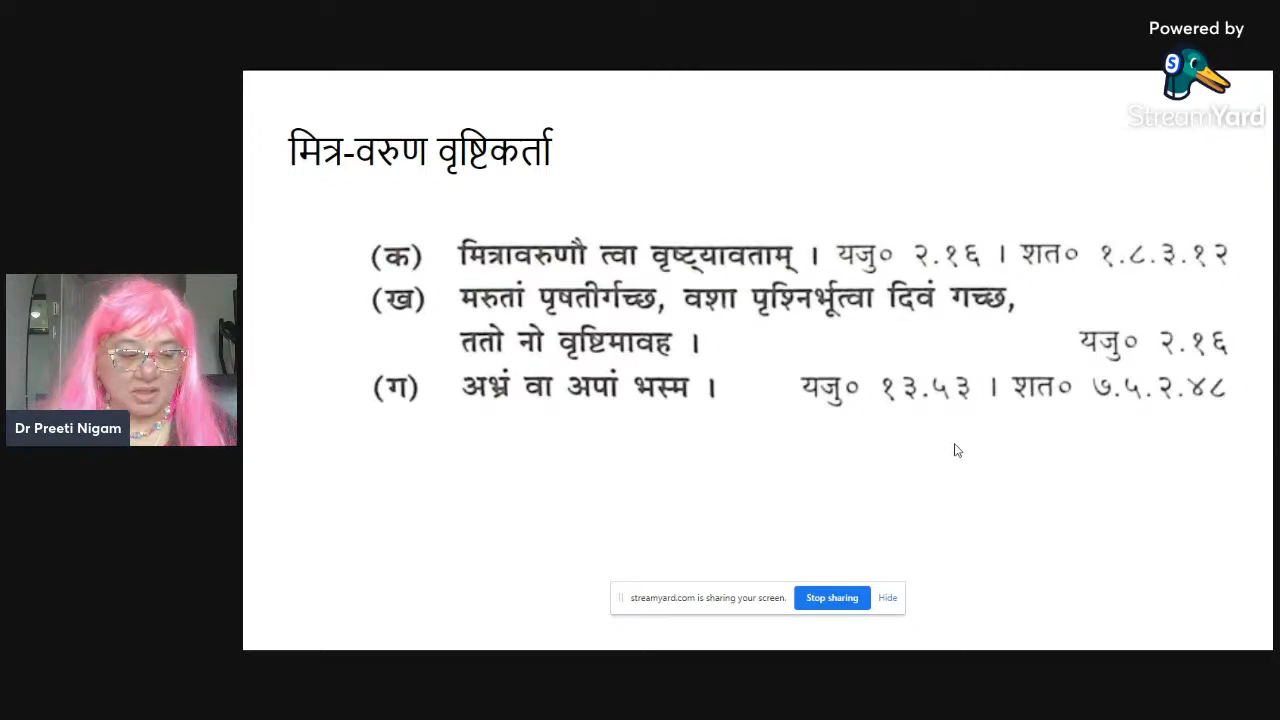 Powered by
StreamYard
मित्र-वरुण वृष्टिकर्ता
(क) मित्रावरुणौ त्वा वृष्ट्यावताम् । यजु० २.१६ । शत० १.८.३.१२
(ख) मरुतां पृषतीर्गच्छ, वशा पृश्निर्भूत्वा दिवं गच्छ,
ततो नो वृष्टिमावह । यजु० २.१६
(ग) अभ्रं वा अपां भस्म । यजु० १३.५३ । शत० ७.५.२.४८
Dr Preeti Nigam
streamyard.com is sharing your screen. Stop sharing Hide